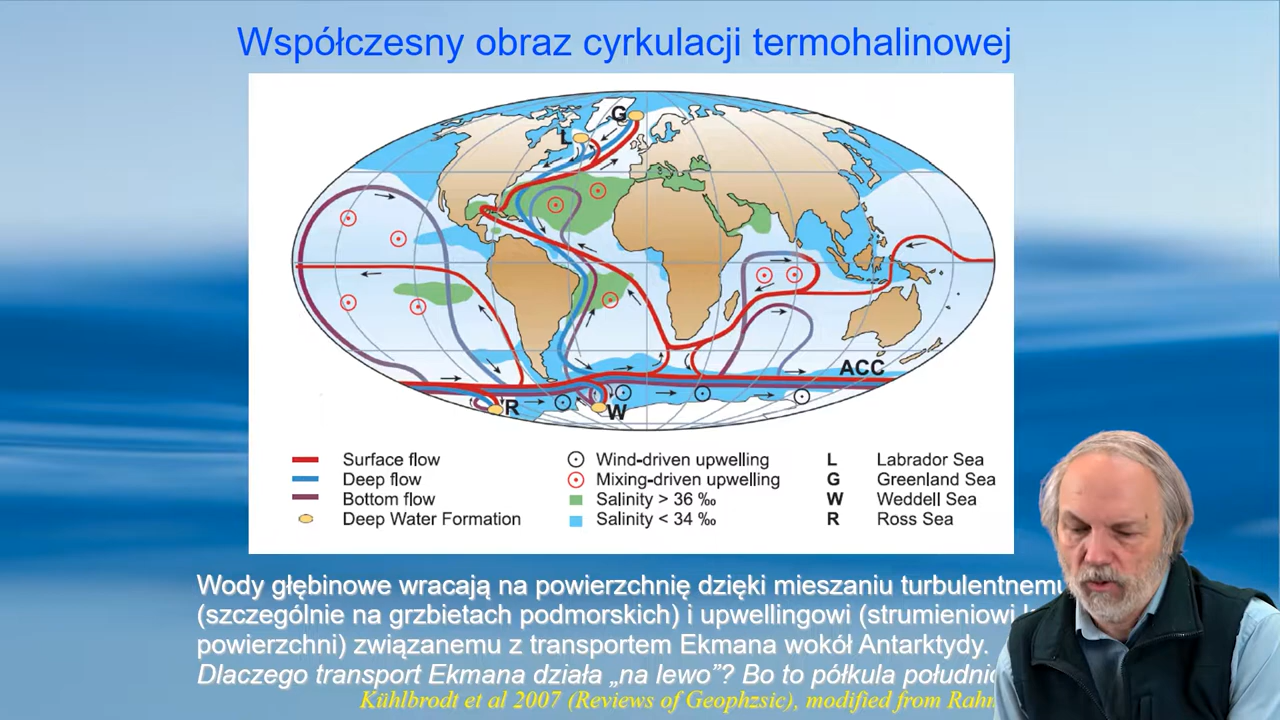 Współczesny obraz cyrkulacji termohalinowej
G
L
ACC
R
W
Surface flow
Deep flow
Bottom flow
Deep Water Formation
Wind-driven upwelling
Mixing-driven upwelling
Salinity > 36 ‰
Salinity < 34 ‰
L Labrador Sea
G Greenland Sea
W Weddell Sea
R Ross Sea
Wody głębinowe wracają na powierzchnię dzięki mieszaniu turbulentnemu
(szczególnie na grzbietach podmorskich) i upwellingowi (strumieniowi
powierzchni) związanemu z transportem Ekmana wokół Antarktydy.
Dlaczego transport Ekmana działa „na lewo”? Bo to półkula
Kühlbrodt et al 2007 (Reviews of Geophzsic), modified from